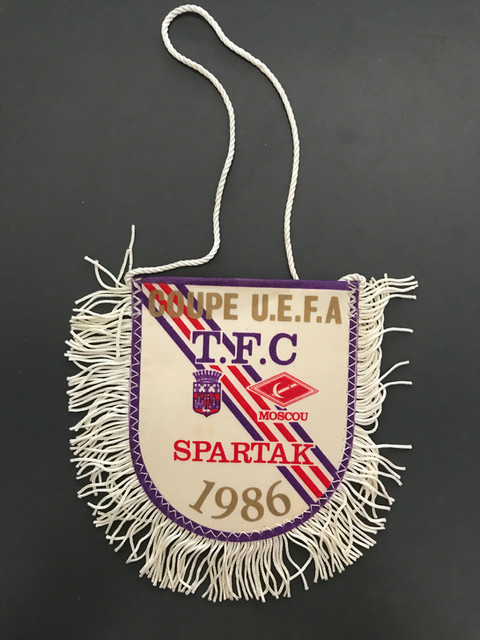 COUPE U.E.F.A
T.F.C
MOSCOU
SPARTAK
1986